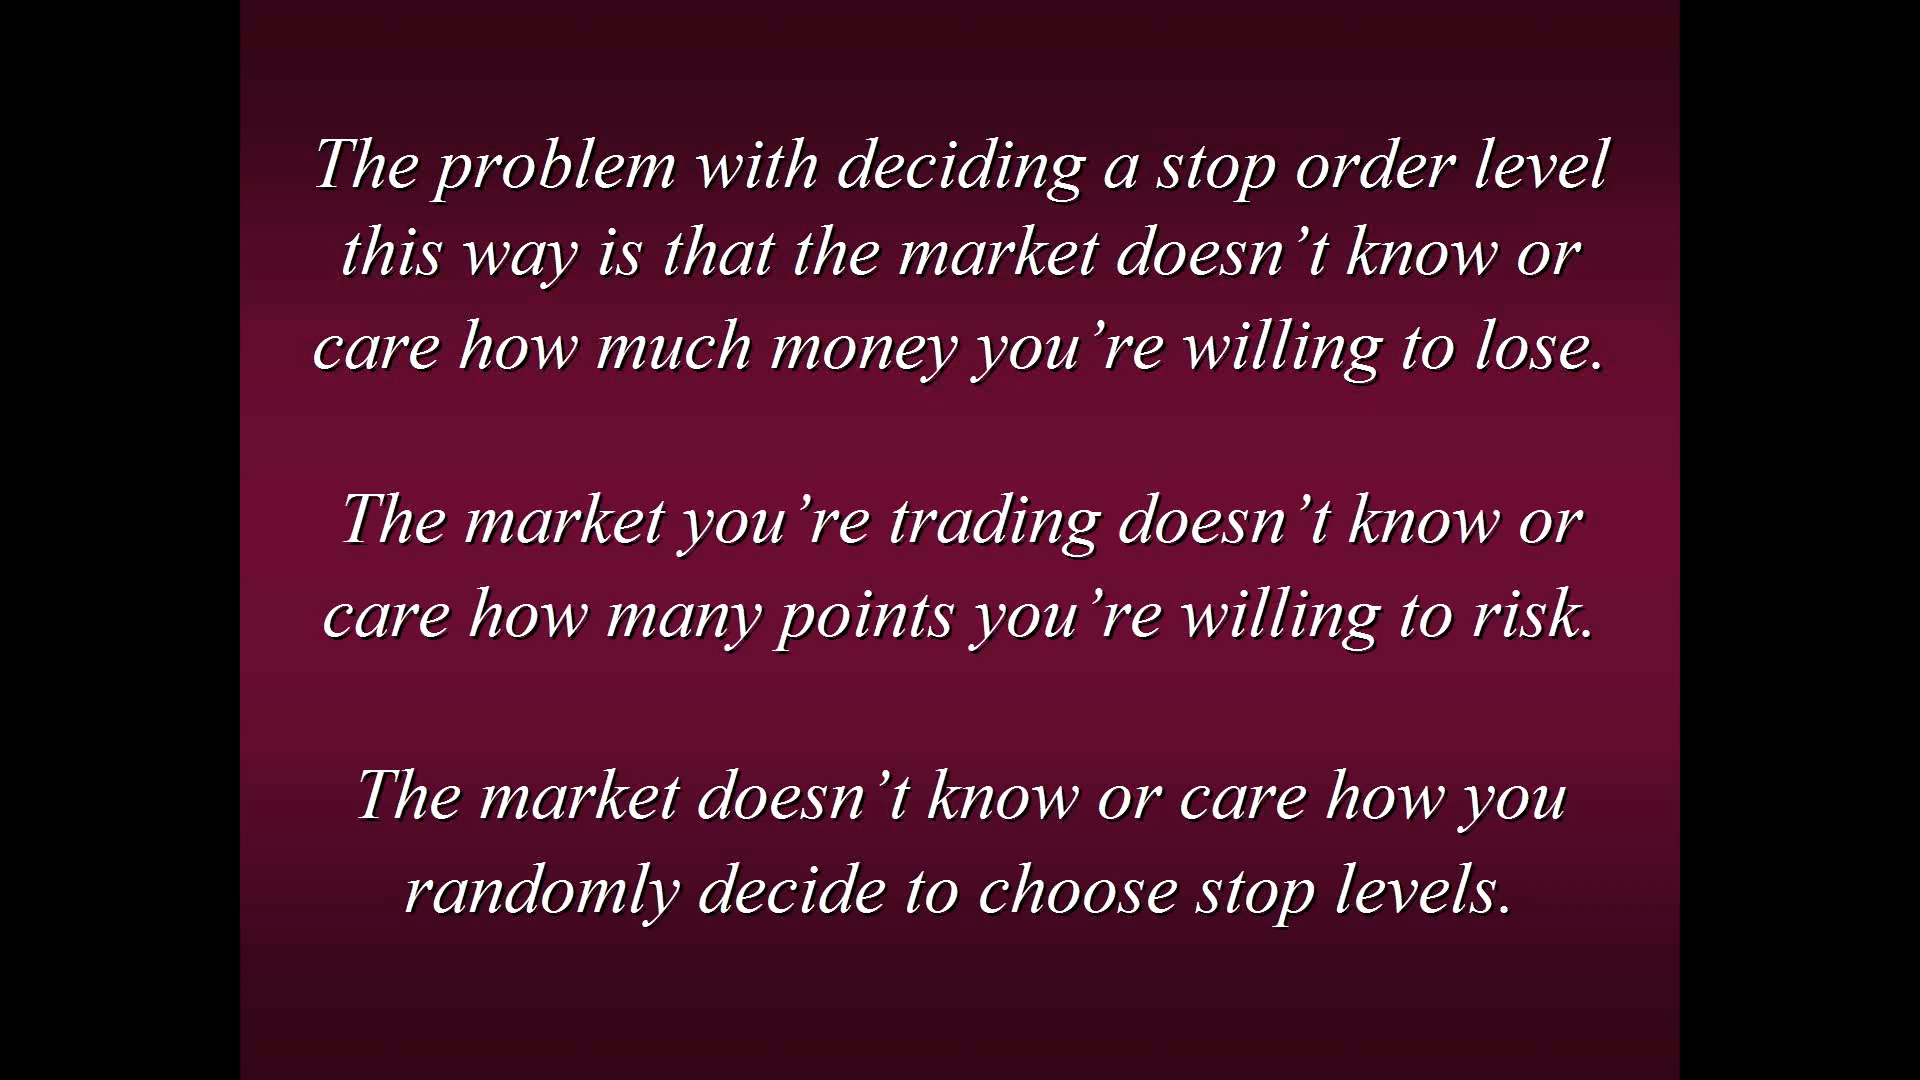 The problem with deciding a stop order level
this way is that the market doesn’t know or
care how much money you’re willing to lose.
The market you’re trading doesn’t know or
care how many points you’re willing to risk.
The market doesn’t know or care how you
randomly decide to choose stop levels.